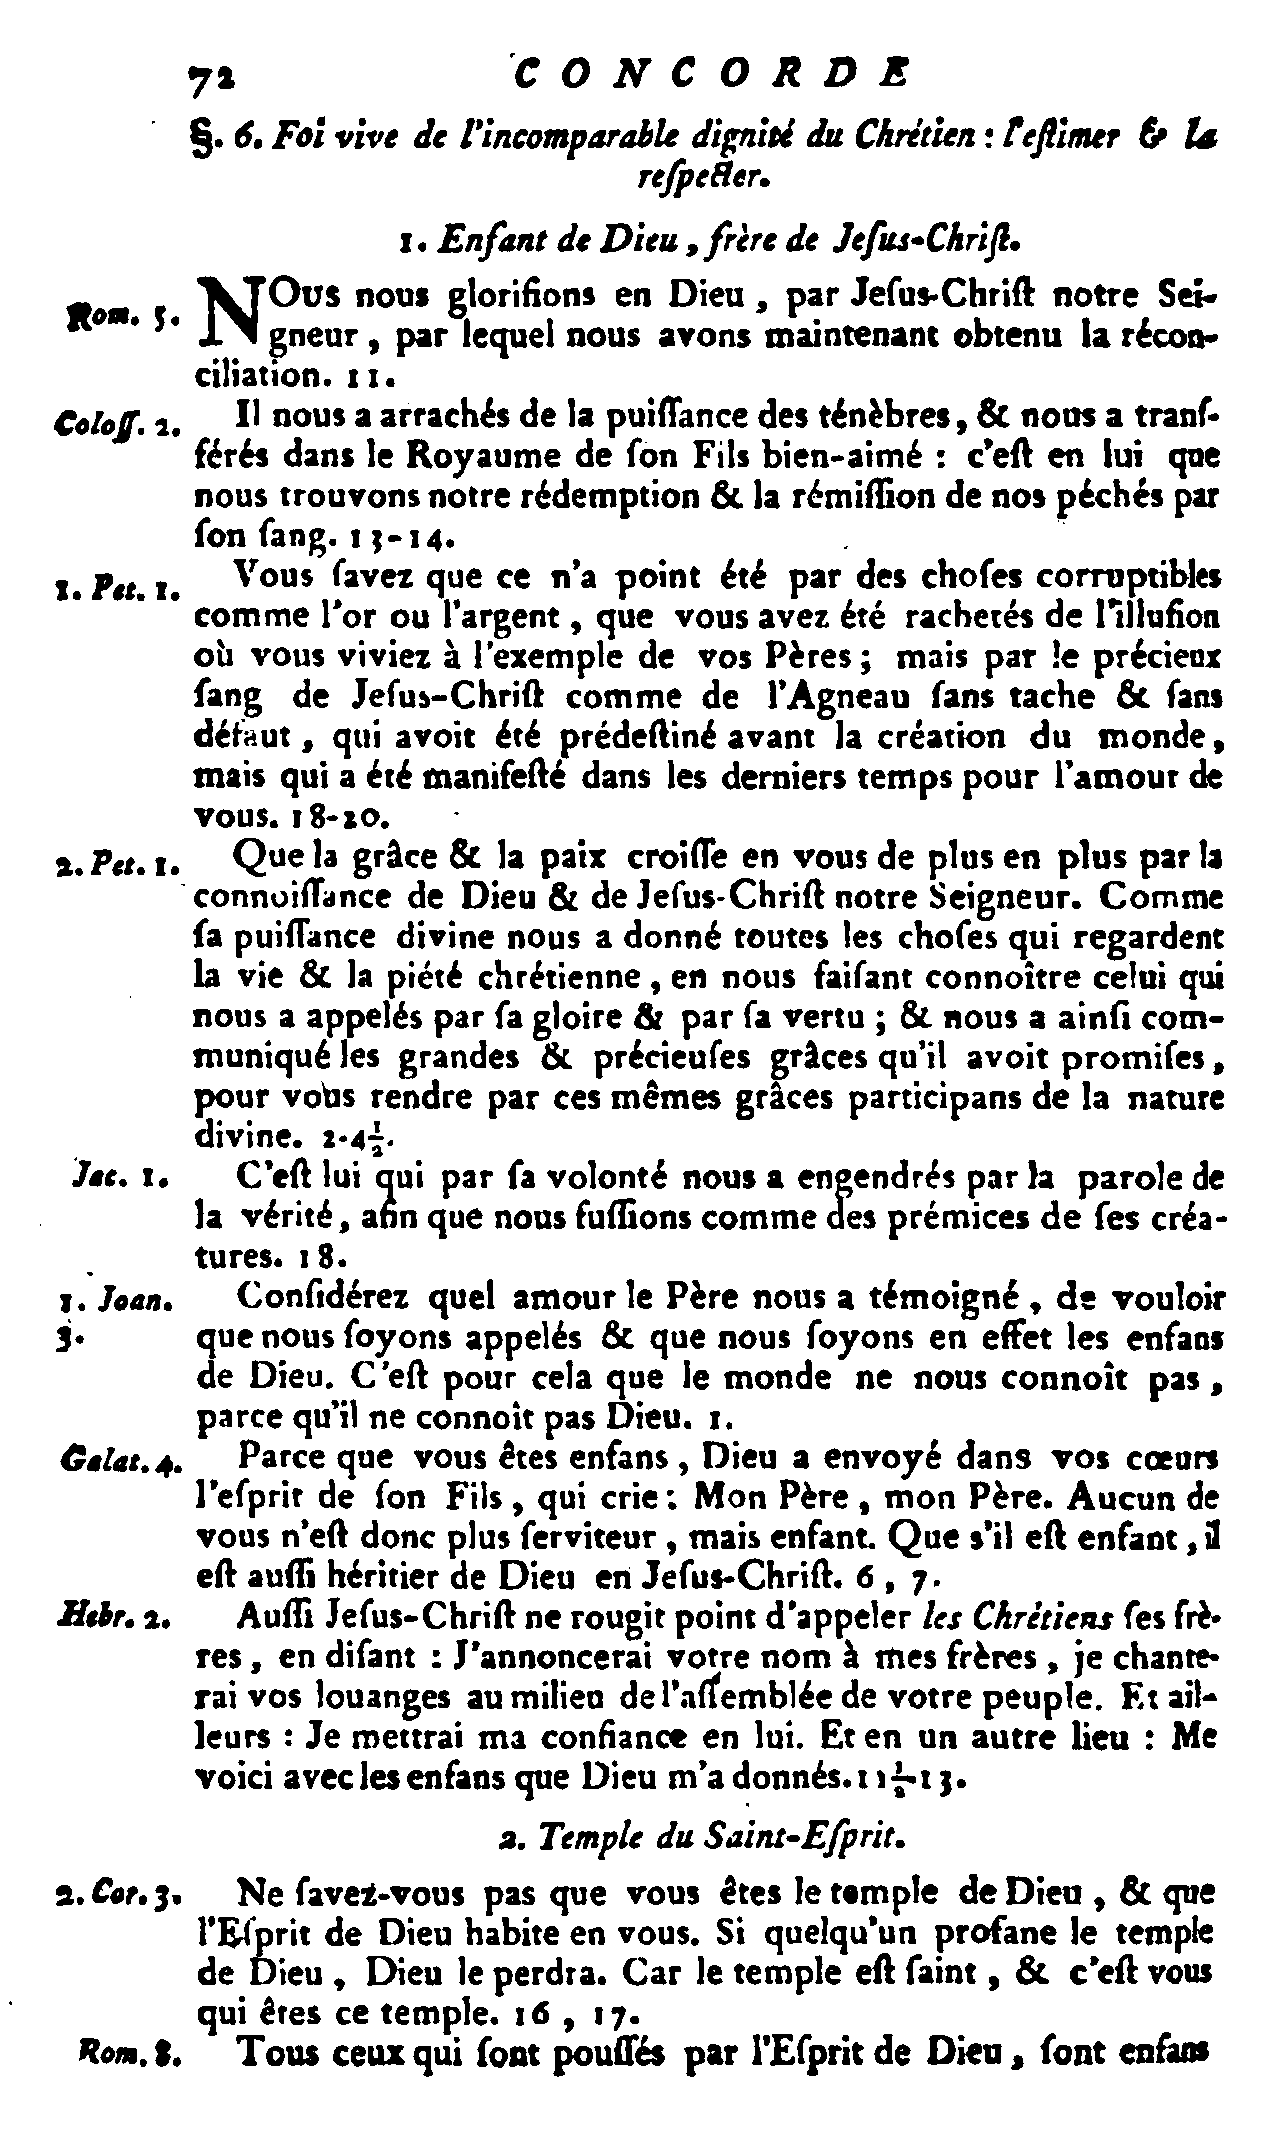 72 CONCORDE
§. 6. Foi vive de l'incomparable dignité du Chrétien : l'eſtimer & la
reſpecter.
1. Enfant de Dieu, frère de Jeſus-Chriſt.
Rom. 5. NOus nous glorifions en Dieu, par Jeſus-Chriſt notre Sei-
gneur, par lequel nous avons maintenant obtenu la récon-
ciliation. 11.
Coloſſ. 2. Il nous a arrachés de la puiſſance des ténèbres, & nous a tranſ-
férés dans le Royaume de ſon Fils bien-aimé : c'eſt en lui que
nous trouvons notre rédemption & la rémiſſion de nos péchés par
ſon ſang. 13-14.
1. Pet. 1. Vous ſavez que ce n'a point été par des choſes corruptibles
comme l'or ou l'argent, que vous avez été rachetés de l'illuſion
où vous viviez à l'exemple de vos Pères; mais par le précieux
ſang de Jeſus-Chriſt comme de l'Agneau ſans tache & ſans
défaut, qui avoit été prédeſtiné avant la création du monde,
mais qui a été manifeſté dans les derniers temps pour l'amour de
vous. 18-20.
2. Pet. 1. Que la grâce & la paix croiſſe en vous de plus en plus par la
connoiſſance de Dieu & de Jeſus-Chriſt notre Seigneur. Comme
ſa puiſſance divine nous a donné toutes les choſes qui regardent
la vie & la piété chrétienne, en nous faiſant connoître celui qui
nous a appelés par ſa gloire & par ſa vertu; & nous a ainſi com-
muniqué les grandes & précieuſes grâces qu'il avoit promiſes,
pour vous rendre par ces mêmes grâces participans de la nature
divine. 2-4½.
Jac. 1. C'eſt lui qui par ſa volonté nous a engendrés par la parole de
la vérité, afin que nous fuſſions comme des prémices de ſes créa-
tures. 18.
1. Joan. Conſidérez quel amour le Père nous a témoigné, de vouloir
3. que nous ſoyons appelés & que nous ſoyons en effet les enfans
de Dieu. C'eſt pour cela que le monde ne nous connoît pas,
parce qu'il ne connoît pas Dieu. 1.
Galat. 4. Parce que vous êtes enfans, Dieu a envoyé dans vos cœurs
l'eſprit de ſon Fils, qui crie : Mon Père, mon Père. Aucun de
vous n'eſt donc plus ſerviteur, mais enfant. Que s'il eſt enfant, il
eſt auſſi héritier de Dieu en Jeſus-Chriſt. 6, 7.
Hebr. 2. Auſſi Jeſus-Chriſt ne rougit point d'appeler les Chrétiens ſes frè-
res, en diſant : J'annoncerai votre nom à mes frères, je chante-
rai vos louanges au milieu de l'aſſemblée de votre peuple. Et ail-
leurs : Je mettrai ma confiance en lui. Et en un autre lieu : Me
voici avec les enfans que Dieu m'a donnés. 11½-13.
2. Temple du Saint-Eſprit.
2. Cor. 3. Ne ſavez-vous pas que vous êtes le temple de Dieu, & que
l'Eſprit de Dieu habite en vous. Si quelqu'un profane le temple
de Dieu, Dieu le perdra. Car le temple eſt ſaint, & c'eſt vous
qui êtes ce temple. 16, 17.
Rom. 8. Tous ceux qui ſont pouſſés par l'Eſprit de Dieu, ſont enfans